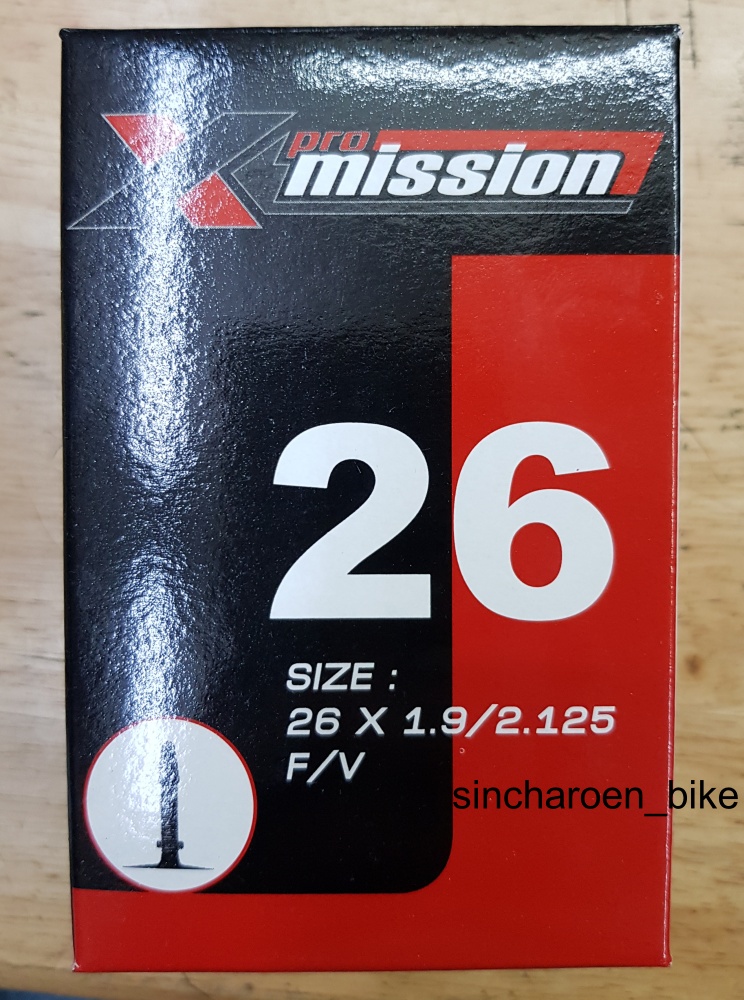 X
pro
mission
26
SIZE :
26 X 1.9/2.125
F/V
sincharoen_bike